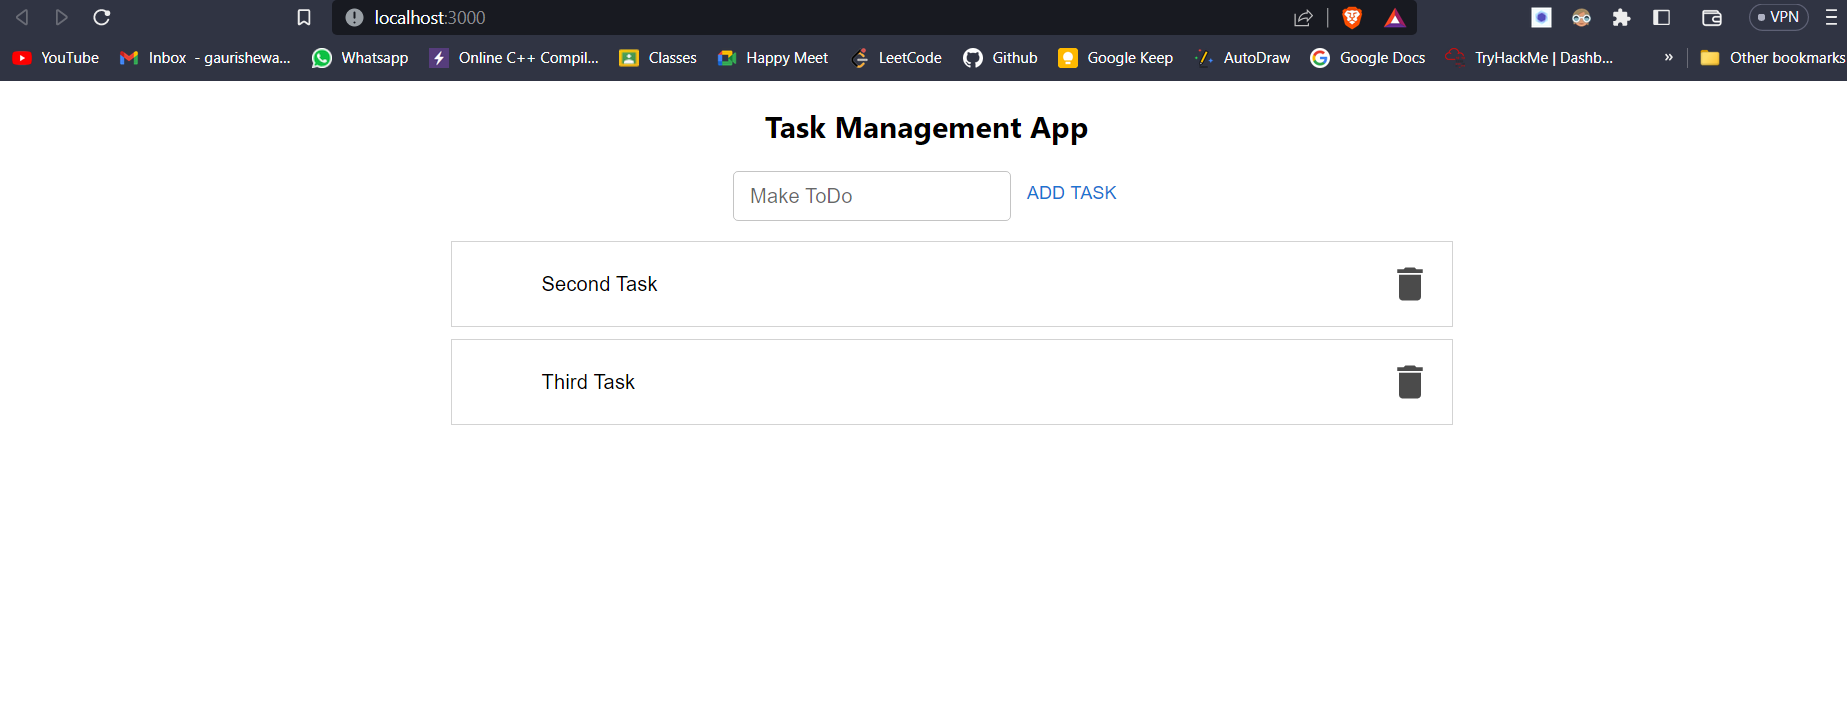 localhost:3000
VPN
YouTube Inbox - gaurishewa... Whatsapp Online C++ Compil... Classes Happy Meet LeetCode Github Google Keep AutoDraw Google Docs TryHackMe | Dashb... » Other bookmarks
Task Management App
Make ToDo ADD TASK
Second Task
Third Task